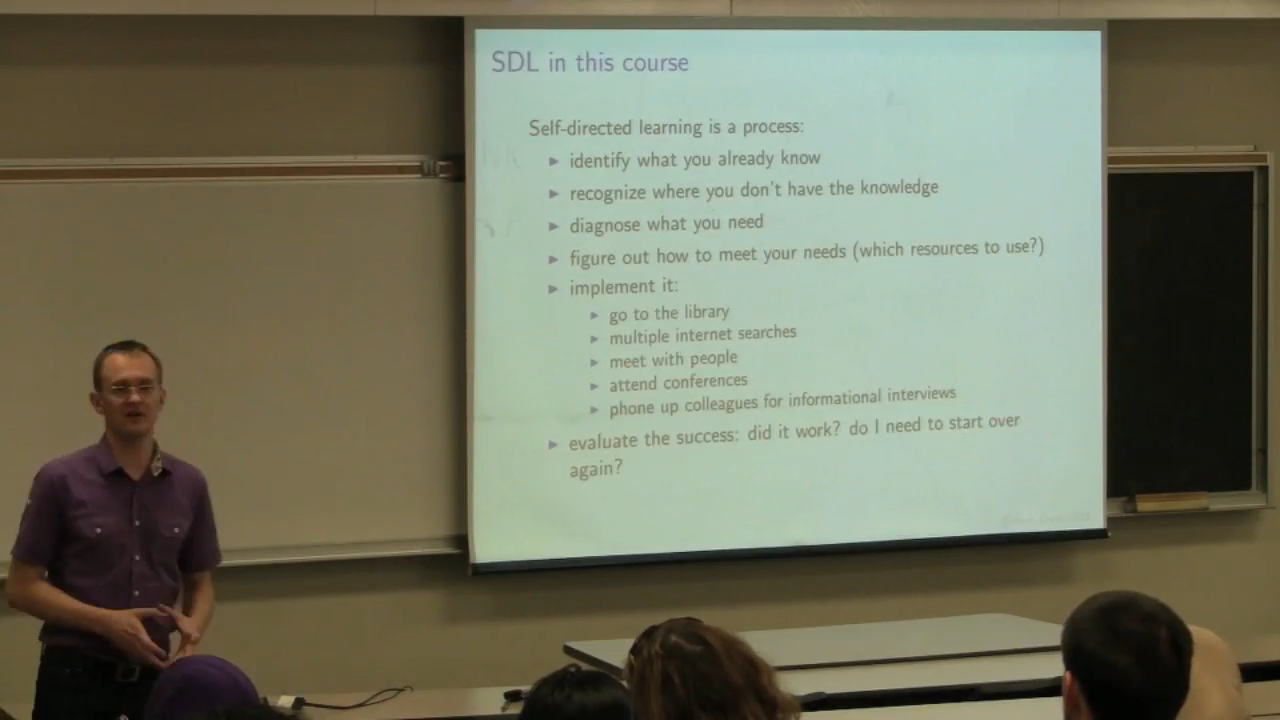 SDL in this course
Self-directed learning is a process:
identify what you already know
recognize where you don't have the knowledge
diagnose what you need
figure out how to meet your needs (which resources to use?)
implement it:
go to the library
multiple internet searches
meet with people
attend conferences
phone up colleagues for informational interviews
evaluate the success: did it work? do I need to start over
again?